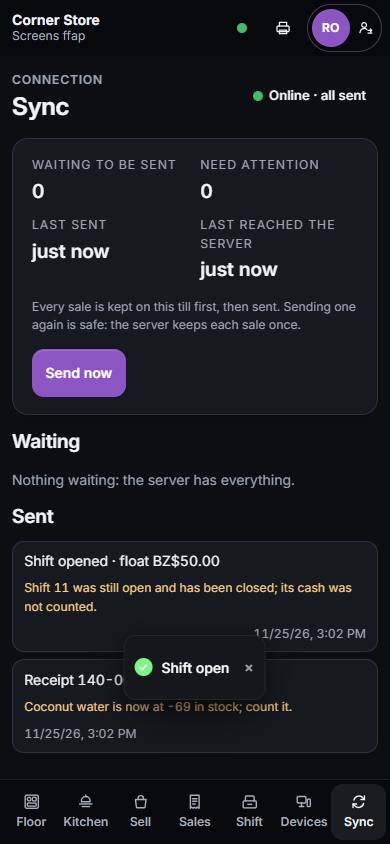 Corner Store
Screens ffap
RO
CONNECTION
Sync
Online · all sent
WAITING TO BE SENT
0
NEED ATTENTION
0
LAST SENT
just now
LAST REACHED THE
SERVER
just now
Every sale is kept on this till first, then sent. Sending one
again is safe: the server keeps each sale once.
Send now
Waiting
Nothing waiting: the server has everything.
Sent
Shift opened · float BZ$50.00
Shift 11 was still open and has been closed; its cash was
not counted.
11/25/26, 3:02 PM
Receipt 140-0
Shift open
×
Coconut water is now at -69 in stock; count it.
11/25/26, 3:02 PM
Floor
Kitchen
Sell
Sales
Shift
Devices
Sync